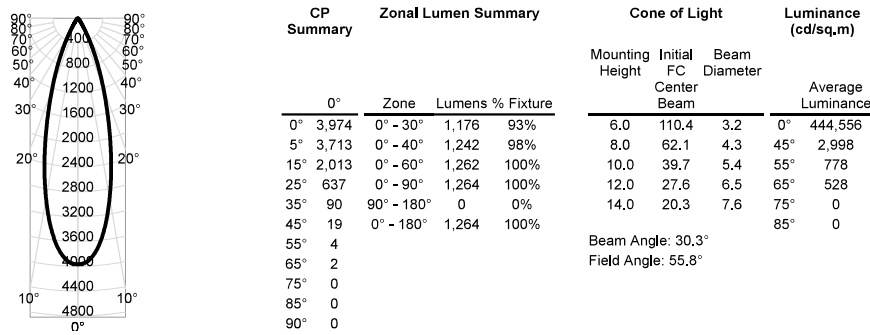 90° 90°
80° 80°
70° 70°
60° 60°
50° 50°
40° 40°
30° 30°
20° 20°
10° 10°
0°
400
800
1200
1600
2000
2400
2800
3200
3600
4000
4400
4800
CP Summary
0°
0° 3,974
5° 3,713
15° 2,013
25° 637
35° 90
45° 19
55° 4
65° 2
75° 0
85° 0
90° 0
Zonal Lumen Summary
Zone Lumens % Fixture
0° - 30° 1,176 93%
0° - 40° 1,242 98%
0° - 60° 1,262 100%
0° - 90° 1,264 100%
90° - 180° 0 0%
0° - 180° 1,264 100%
Cone of Light
Mounting Height Initial FC Center Beam Beam Diameter
6.0 110.4 3.2
8.0 62.1 4.3
10.0 39.7 5.4
12.0 27.6 6.5
14.0 20.3 7.6
Beam Angle: 30.3°
Field Angle: 55.8°
Luminance
(cd/sq.m)
Average
Luminance
0° 444,556
45° 2,998
55° 778
65° 528
75° 0
85° 0